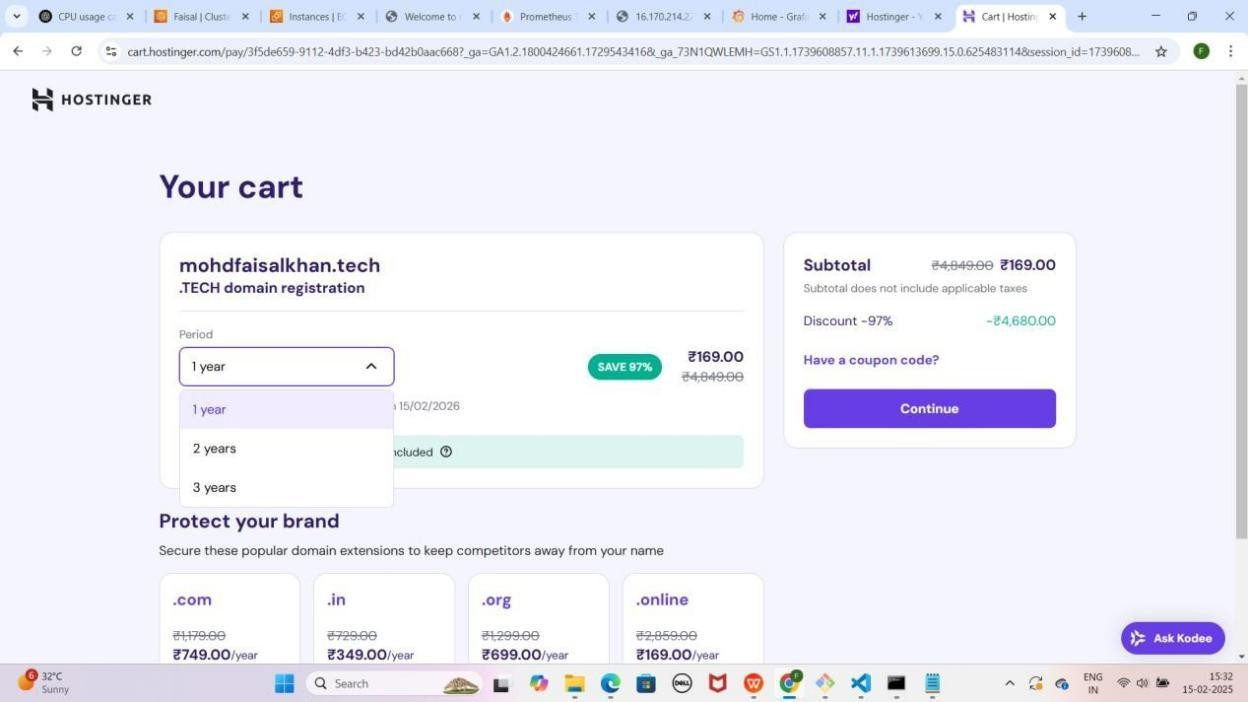 CPU usage ca
Faisal | Cluste
Instances | EC
Welcome to
Prometheus
16.170.214.2
Home - Grafa
Hostinger - Y
Cart | Hosting
cart.hostinger.com/pay/3f5de659-9112-4df3-b423-bd42b0aac668?_ga=GA1.2.1800424661.1729543416&_ga_73N1QWLEMH=GS1.1.1739608857.11.1.1739613699.15.0.625483114&session_id=1739608...
F
HOSTINGER
Your cart
mohdfaisalkhan.tech
.TECH domain registration
Period
1 year
SAVE 97%
₹169.00
₹4,849.00
1 year
15/02/2026
2 years
ncluded
3 years
Subtotal ₹4,849.00 ₹169.00
Subtotal does not include applicable taxes
Discount -97% -₹4,680.00
Have a coupon code?
Continue
Protect your brand
Secure these popular domain extensions to keep competitors away from your name
.com
₹1,179.00
₹749.00/year
.in
₹729.00
₹349.00/year
.org
₹1,299.00
₹699.00/year
.online
₹2,859.00
₹169.00/year
Ask Kodee
6
32°C
Sunny
Search
DELL
F
ENG
IN
15:32
15-02-2025